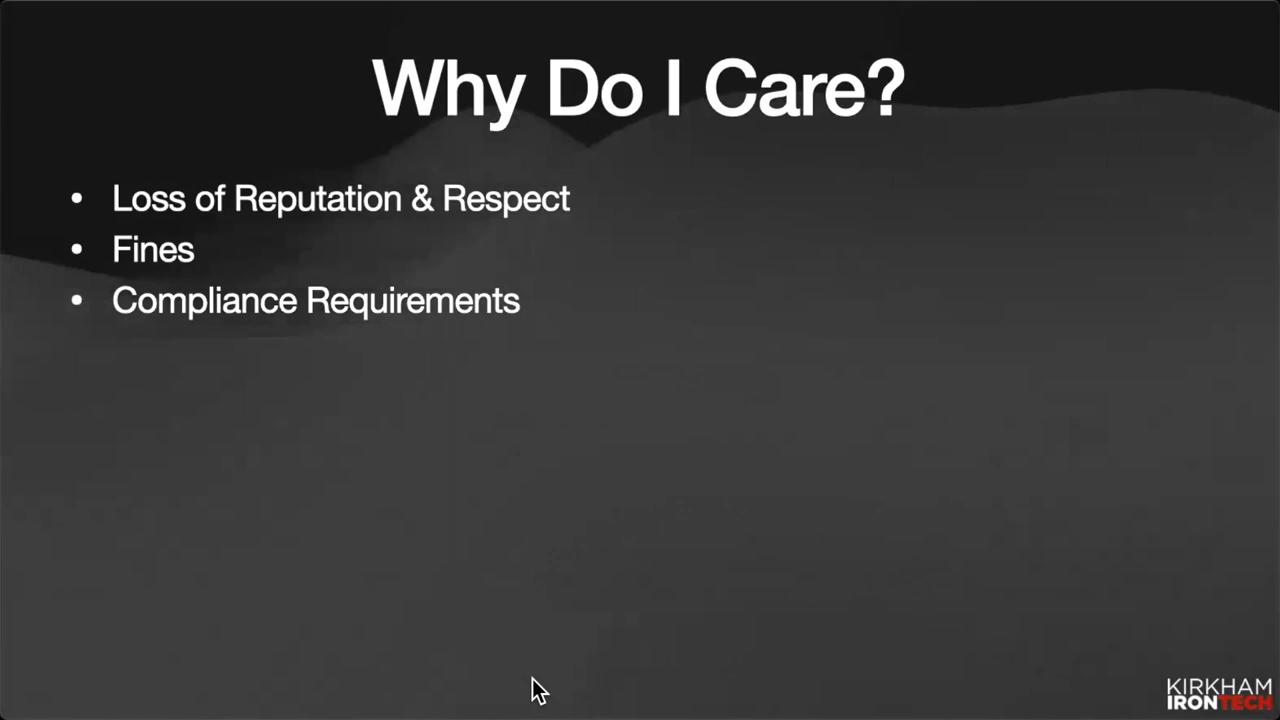 Why Do I Care?
• Loss of Reputation & Respect
• Fines
• Compliance Requirements
KIRKHAM
IRONTECH